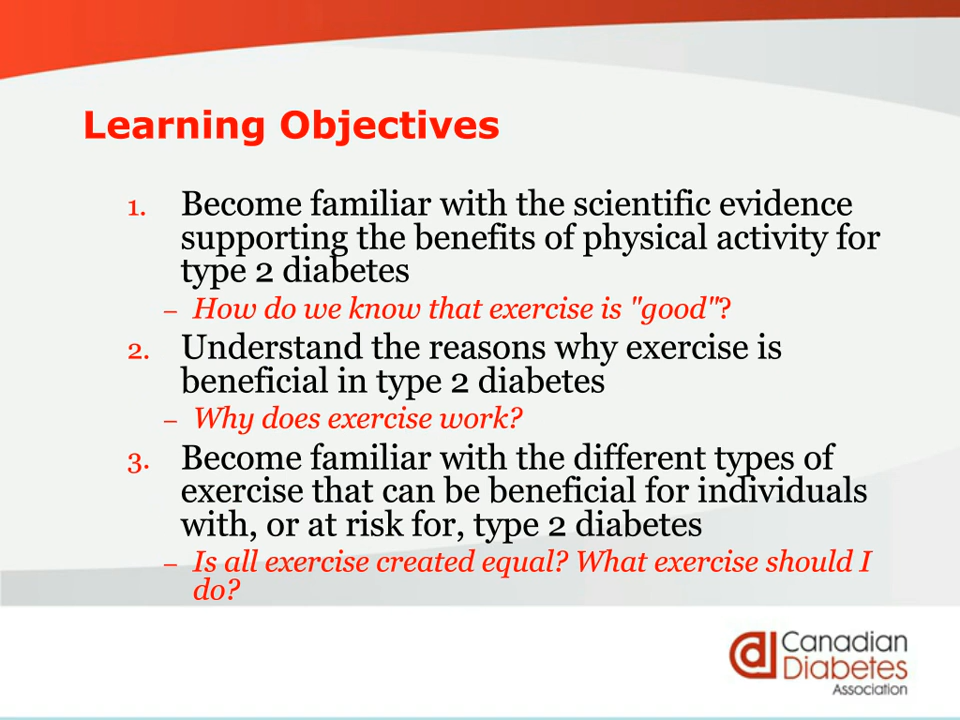 Learning Objectives
1. Become familiar with the scientific evidence
supporting the benefits of physical activity for
type 2 diabetes
– How do we know that exercise is "good"?
2. Understand the reasons why exercise is
beneficial in type 2 diabetes
– Why does exercise work?
3. Become familiar with the different types of
exercise that can be beneficial for individuals
with, or at risk for, type 2 diabetes
– Is all exercise created equal? What exercise should I
do?
Canadian
Diabetes
Association